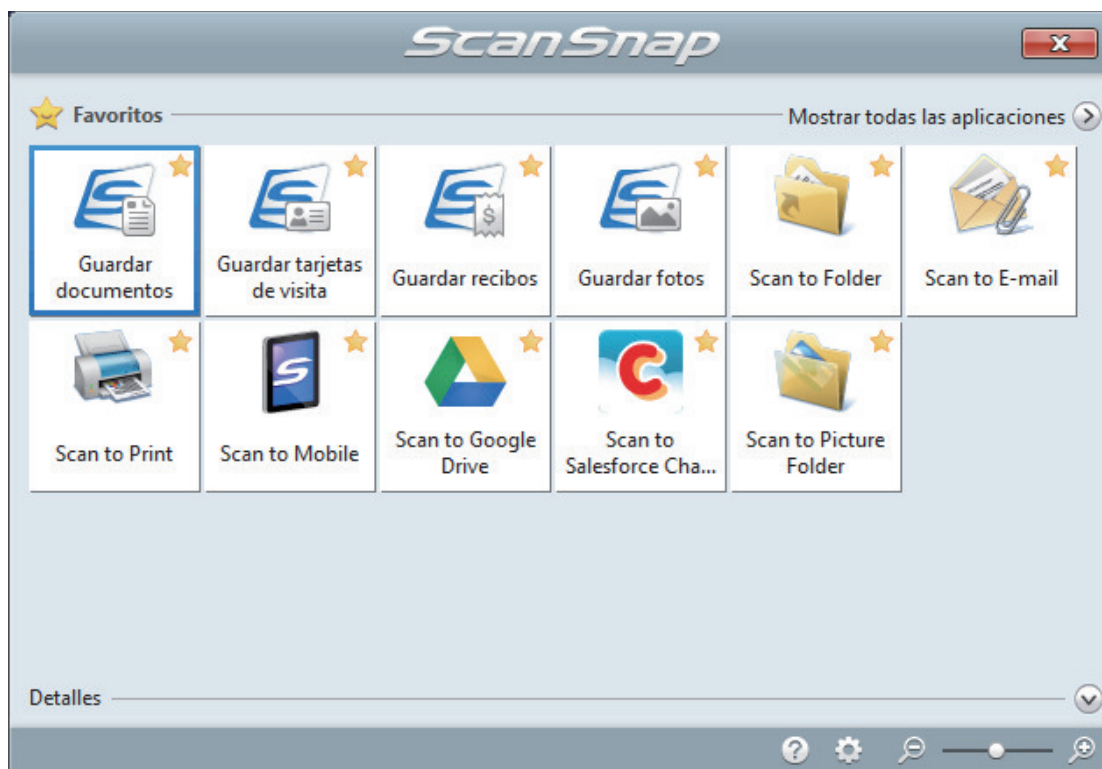 ScanSnap
Favoritos
Mostrar todas las aplicaciones
Guardar
documentos
Guardar tarjetas
de visita
Guardar recibos
Guardar fotos
Scan to Folder
Scan to E-mail
Scan to Print
Scan to Mobile
Scan to Google
Drive
Scan to
Salesforce Cha...
Scan to Picture
Folder
Detalles